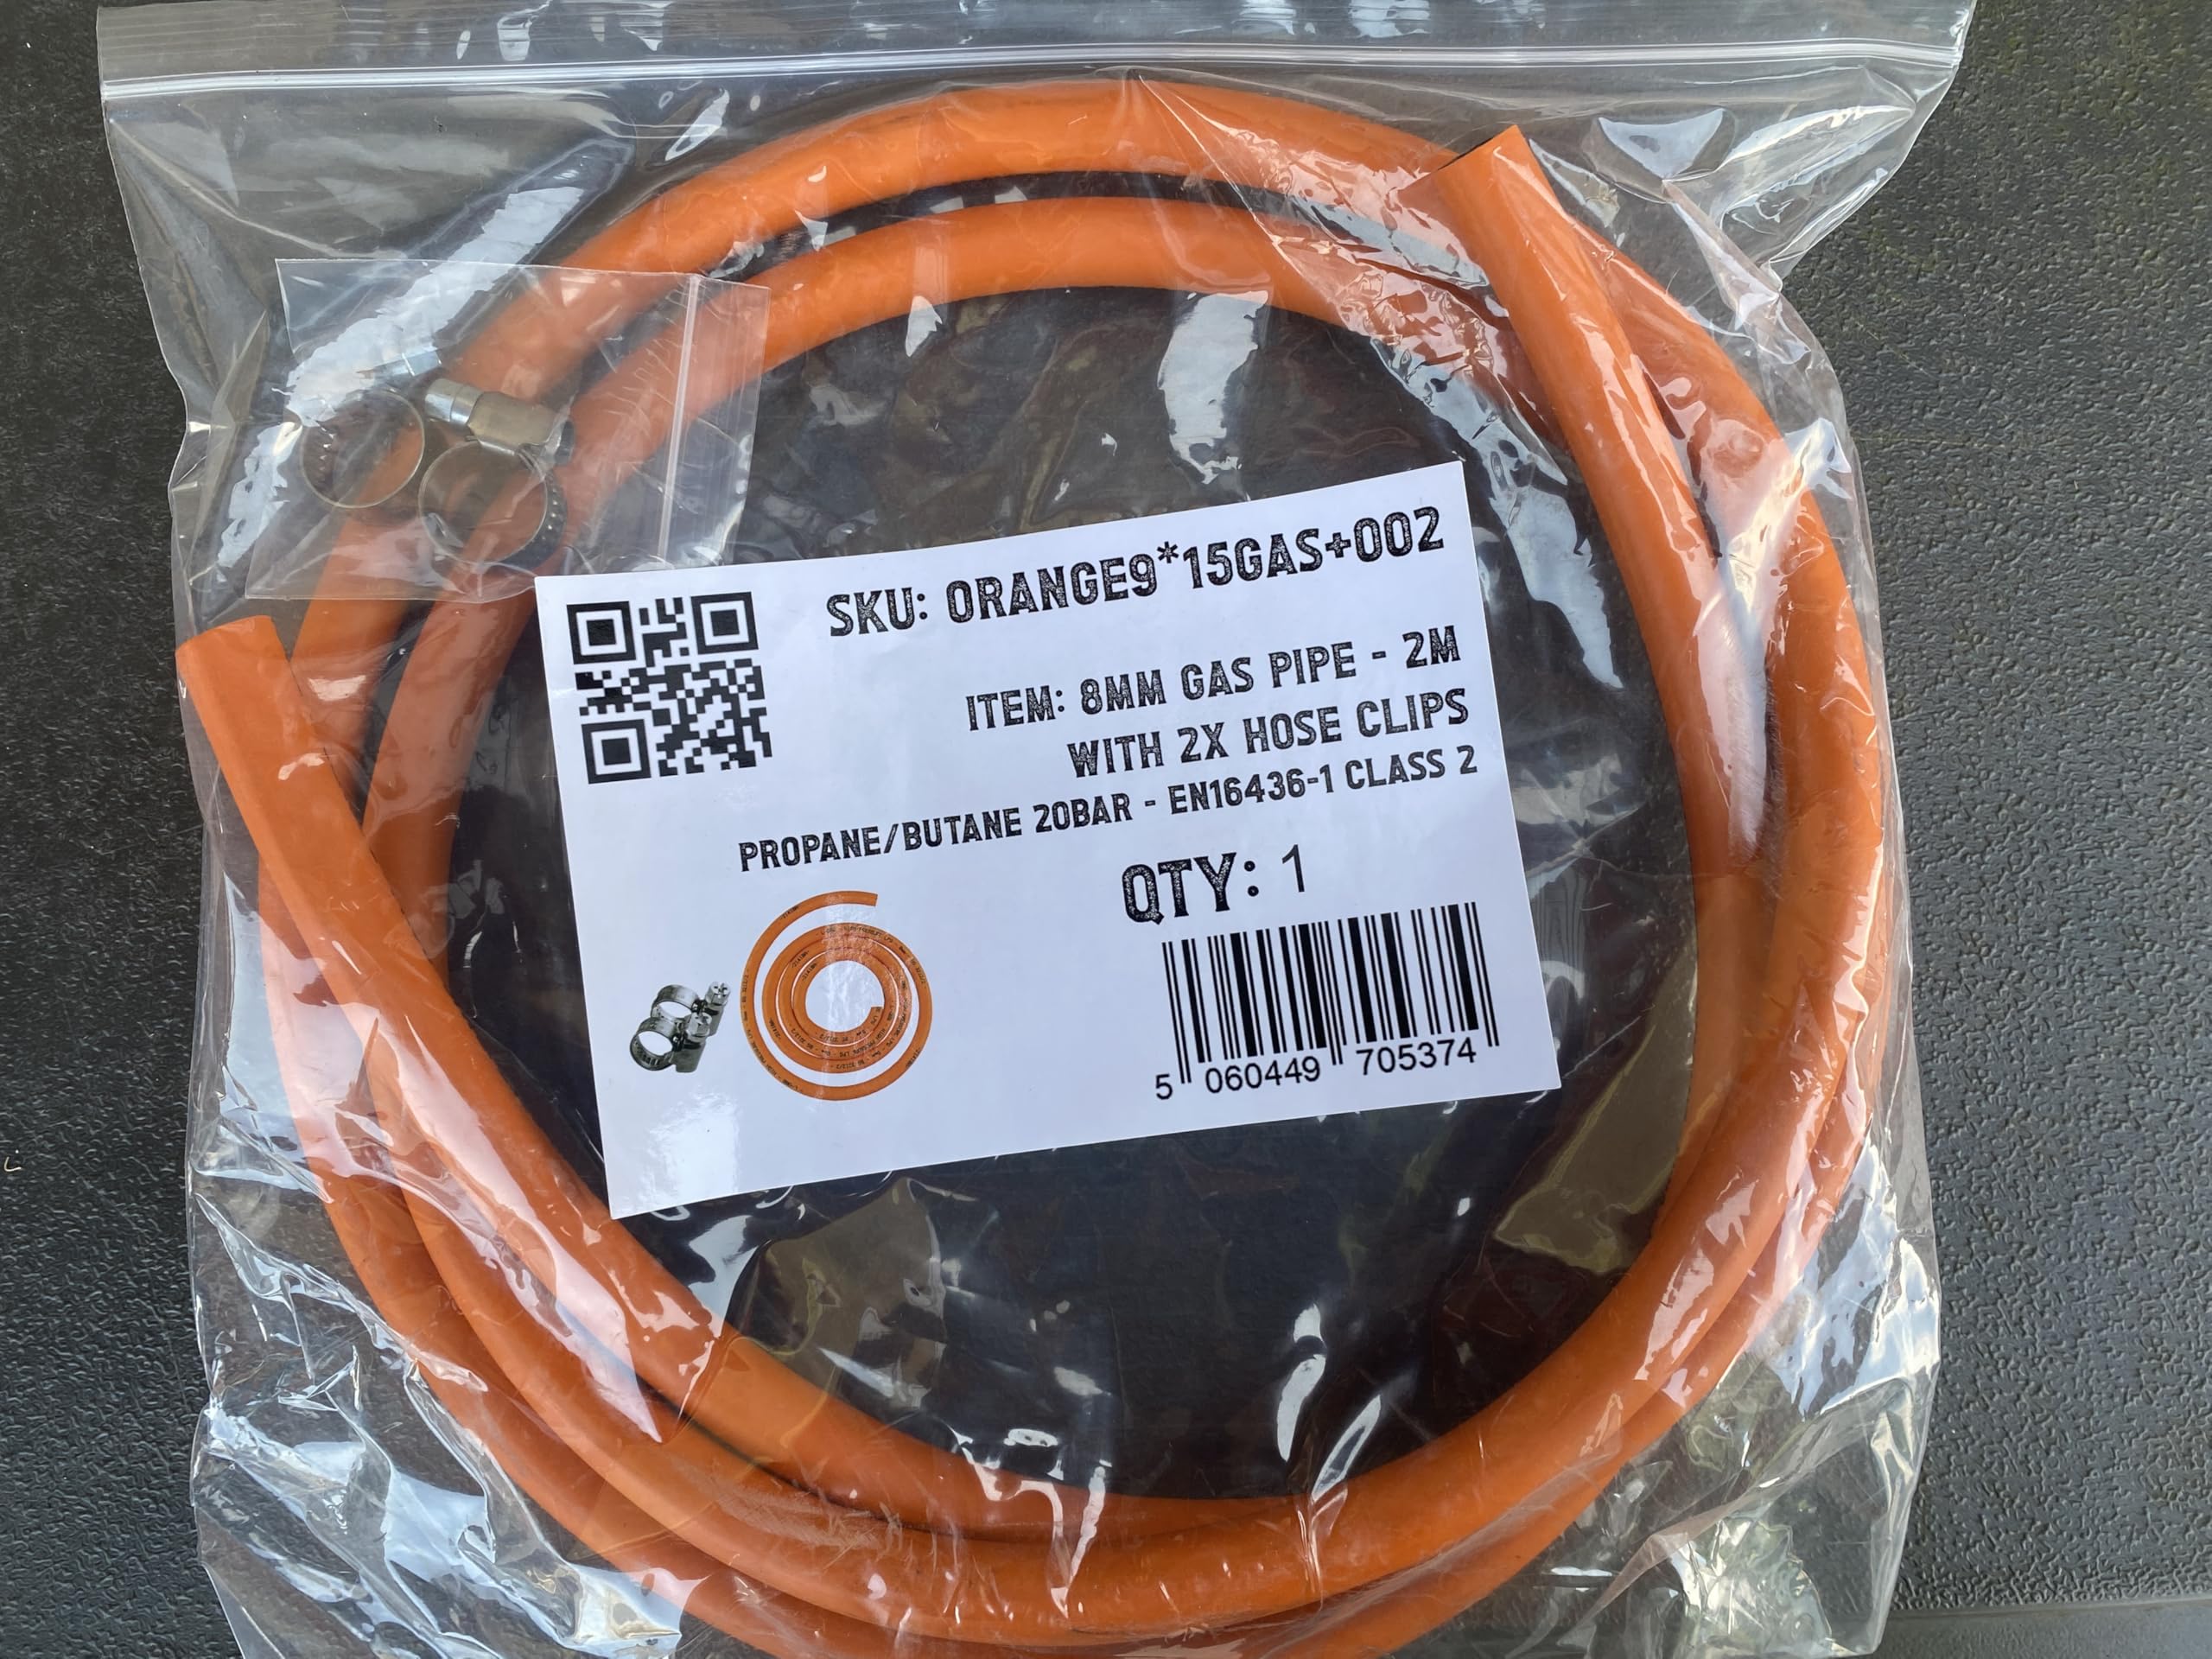 SKU: ORANGE9*15GAS+002
ITEM: 8MM GAS PIPE - 2M
WITH 2X HOSE CLIPS
PROPANE/BUTANE 20BAR - EN16436-1 CLASS 2
QTY: 1
5 060449 705374